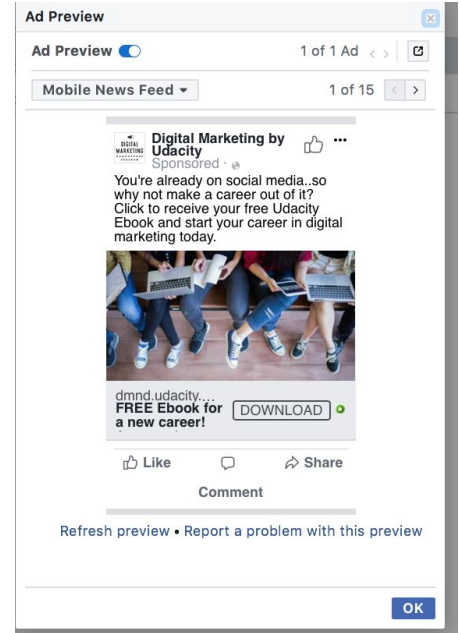 Ad Preview
Ad Preview
1 of 1 Ad
Mobile News Feed
1 of 15
DIGITAL
MARKETING
Digital Marketing by
Udacity
Sponsored ·
You're already on social media..so
why not make a career out of it?
Click to receive your free Udacity
Ebook and start your career in digital
marketing today.
dmnd.udacity....
FREE Ebook for
a new career!
DOWNLOAD
Like
Share
Comment
Refresh preview • Report a problem with this preview
OK